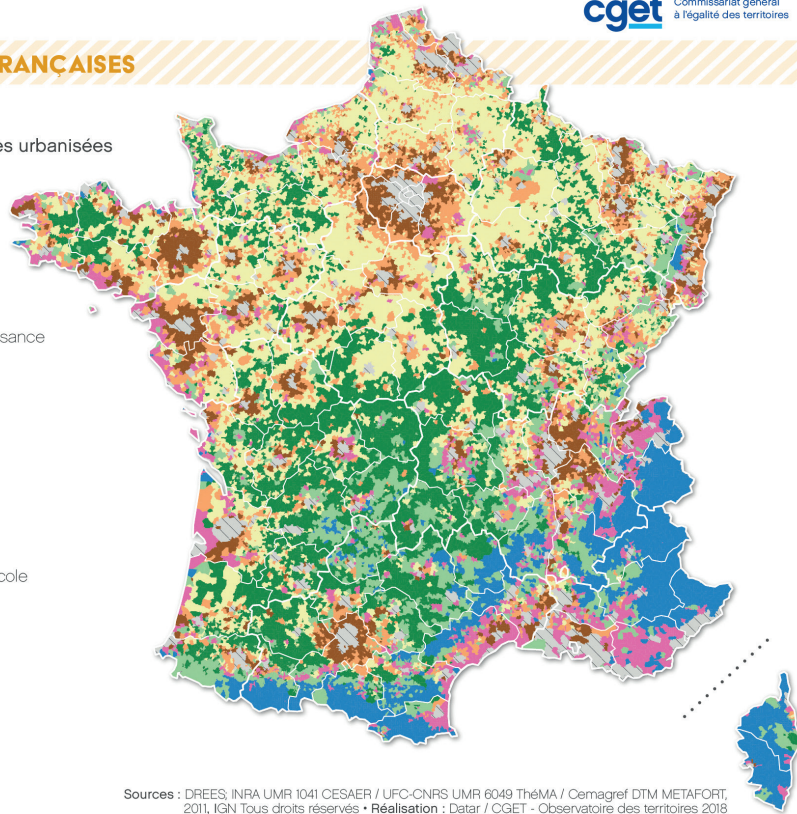 cget
Commissariat général
à l'égalité des territoires
RANÇAISES
es urbanisées
sance
cole
Sources : DREES; INRA UMR 1041 CESAER / UFC-CNRS UMR 6049 ThéMA / Cemagref DTM METAFORT,
2011, IGN Tous droits réservés • Réalisation : Datar / CGET - Observatoire des territoires 2018